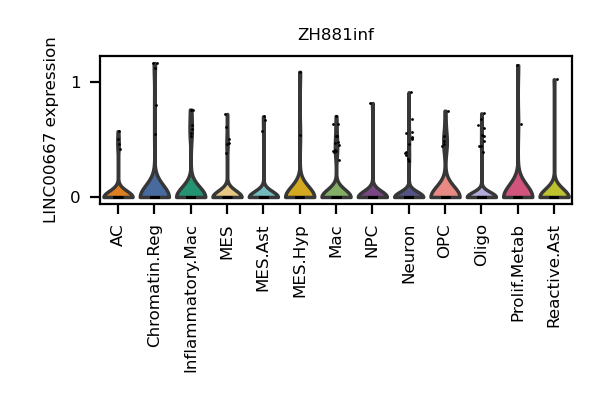 ZH881inf
LINC00667 expression
1
0
AC
Chromatin.Reg
Inflammatory.Mac
MES
MES.Ast
MES.Hyp
Mac
NPC
Neuron
OPC
Oligo
Prolif.Metab
Reactive.Ast